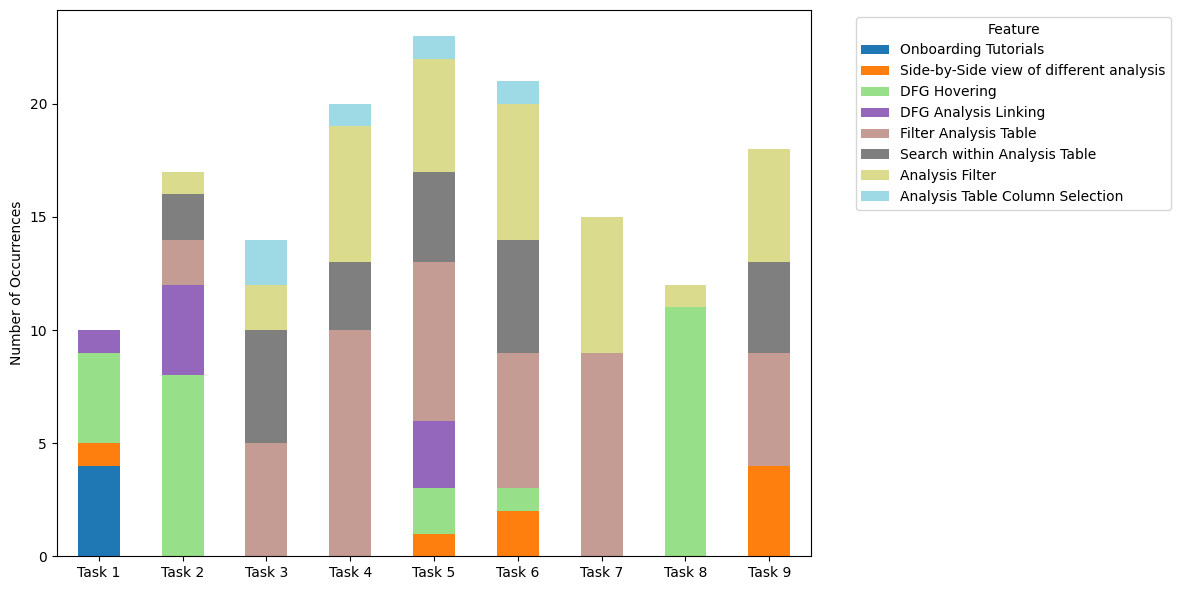 Number of Occurrences
20
15
10
5
0
Task 1 Task 2 Task 3 Task 4 Task 5 Task 6 Task 7 Task 8 Task 9
Feature
Onboarding Tutorials
Side-by-Side view of different analysis
DFG Hovering
DFG Analysis Linking
Filter Analysis Table
Search within Analysis Table
Analysis Filter
Analysis Table Column Selection